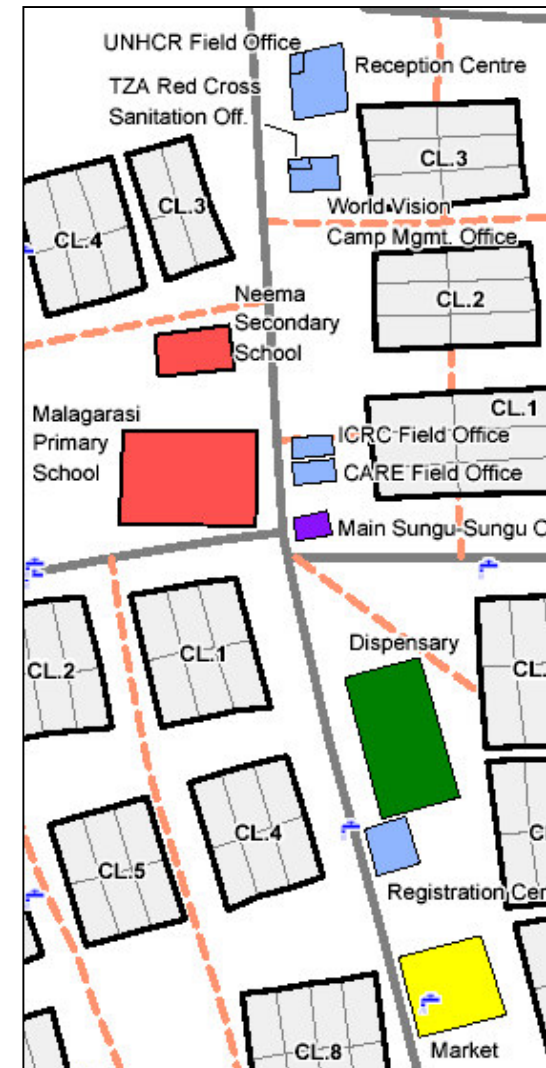 UNHCR Field Office
Reception Centre
TZA Red Cross
Sanitation Off.
CL.3
CL.3
World Vision
CL.4
Camp Mgmt. Office
Neema
CL.2
Secondary
School
CL.1
Malagarasi
Primary
School
ICRC Field Office
CARE Field Office
Main Sungu-Sungu
Dispensary
CL.1
CL.2
CL.
CL.4
CL.5
Registration
CL.8
Market